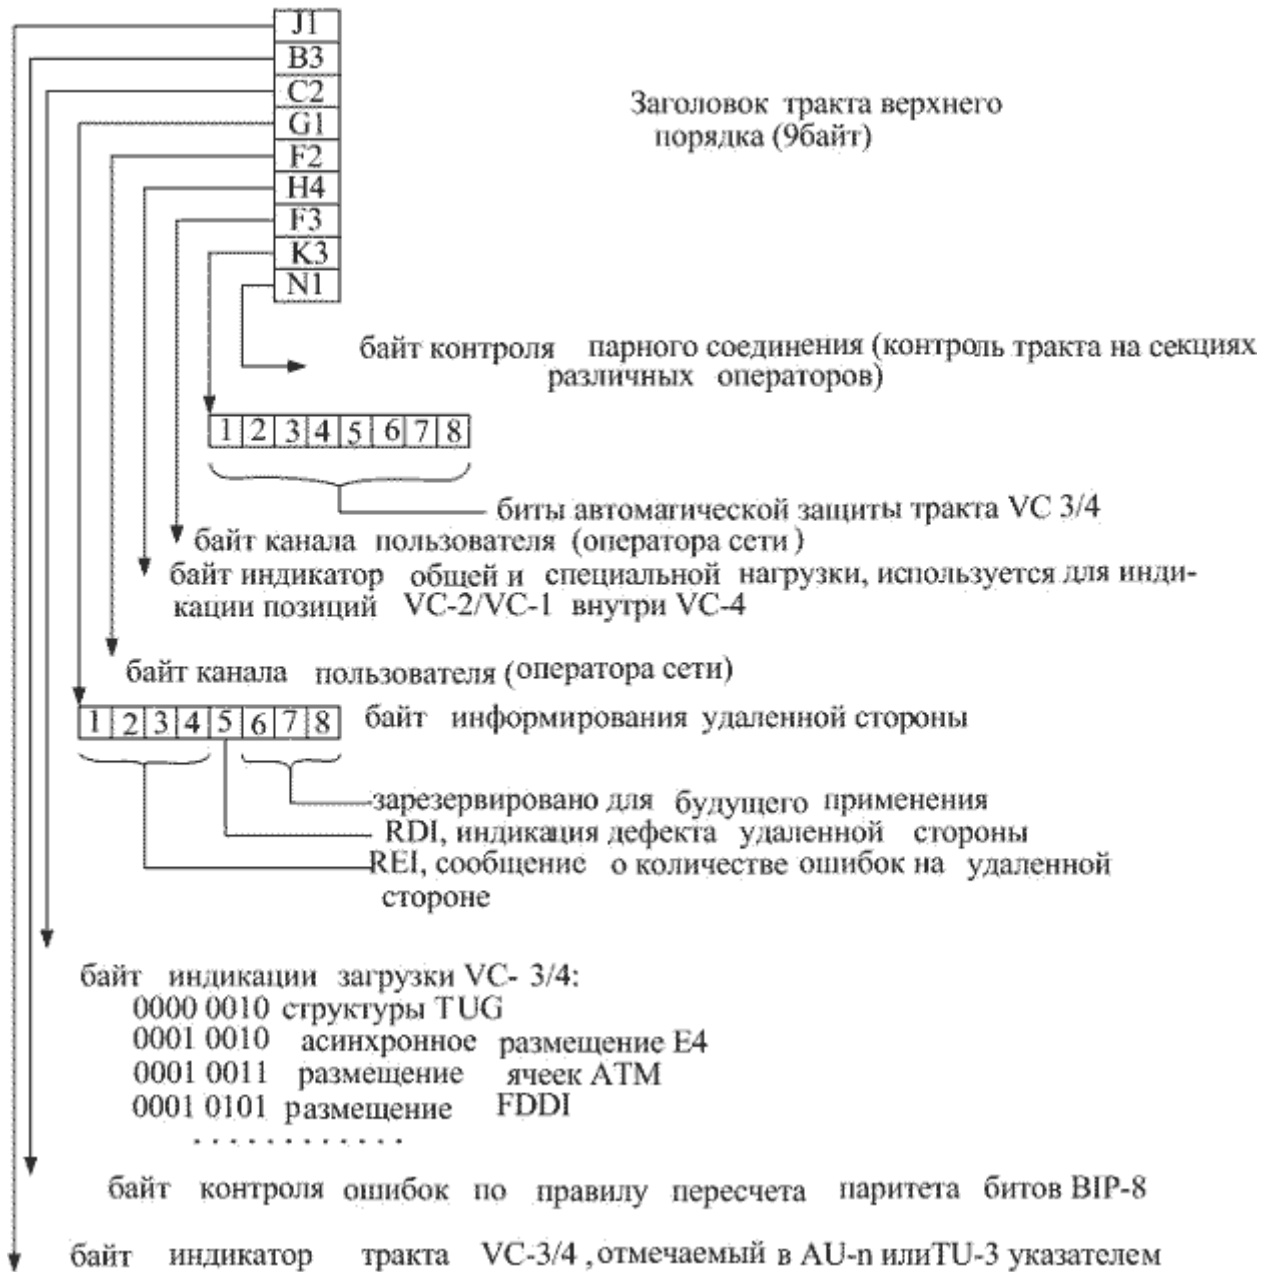 J1
B3
C2
G1
F2
H4
F3
K3
N1
Заголовок тракта верхнего
порядка (9байт)
байт контроля парного соединения (контроль тракта на секциях
различных операторов)
1 2 3 4 5 6 7 8
биты автоматической защиты тракта VC 3/4
байт канала пользователя (оператора сети)
байт индикатор общей и специальной нагрузки, используется для инди-
кации позиций VC-2/VC-1 внутри VC-4
байт канала пользователя (оператора сети)
1 2 3 4 5 6 7 8
байт информирования удаленной стороны
зарезервировано для будущего применения
RDI, индикация дефекта удаленной стороны
REI, сообщение о количестве ошибок на удаленной
стороне
байт индикации загрузки VC- 3/4:
0000 0010 структуры TUG
0001 0010 асинхронное размещение E4
0001 0011 размещение ячеек ATM
0001 0101 размещение FDDI
. . . . . . . . . . . .
байт контроля ошибок по правилу пересчета паритета битов BIP-8
байт индикатор тракта VC-3/4 , отмечаемый в AU-n илиTU-3 указателем